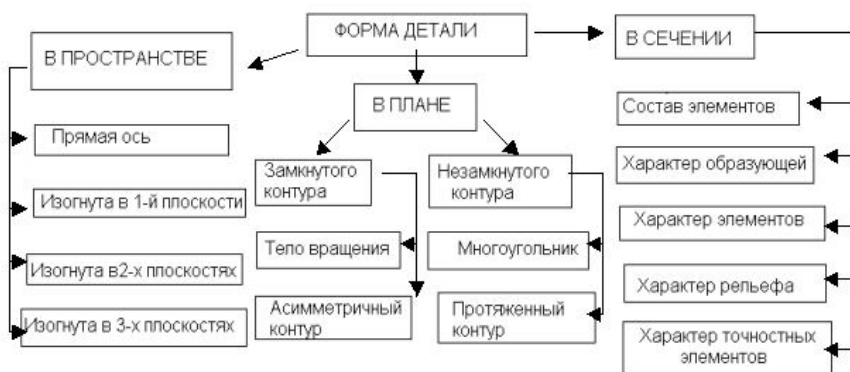 ФОРМА ДЕТАЛИ
В ПРОСТРАНСТВЕ
В СЕЧЕНИИ
В ПЛАНЕ
Прямая ось
Изогнута в 1-й плоскости
Изогнута в2-х плоскостях
Изогнута в 3-х плоскостях
Замкнутого
контура
Тело вращения
Асимметричный
контур
Незамкнутого
контура
Многоугольник
Протяженный
контур
Состав элементов
Характер образующей
Характер элементов
Характер рельефа
Характер точностных
элементов